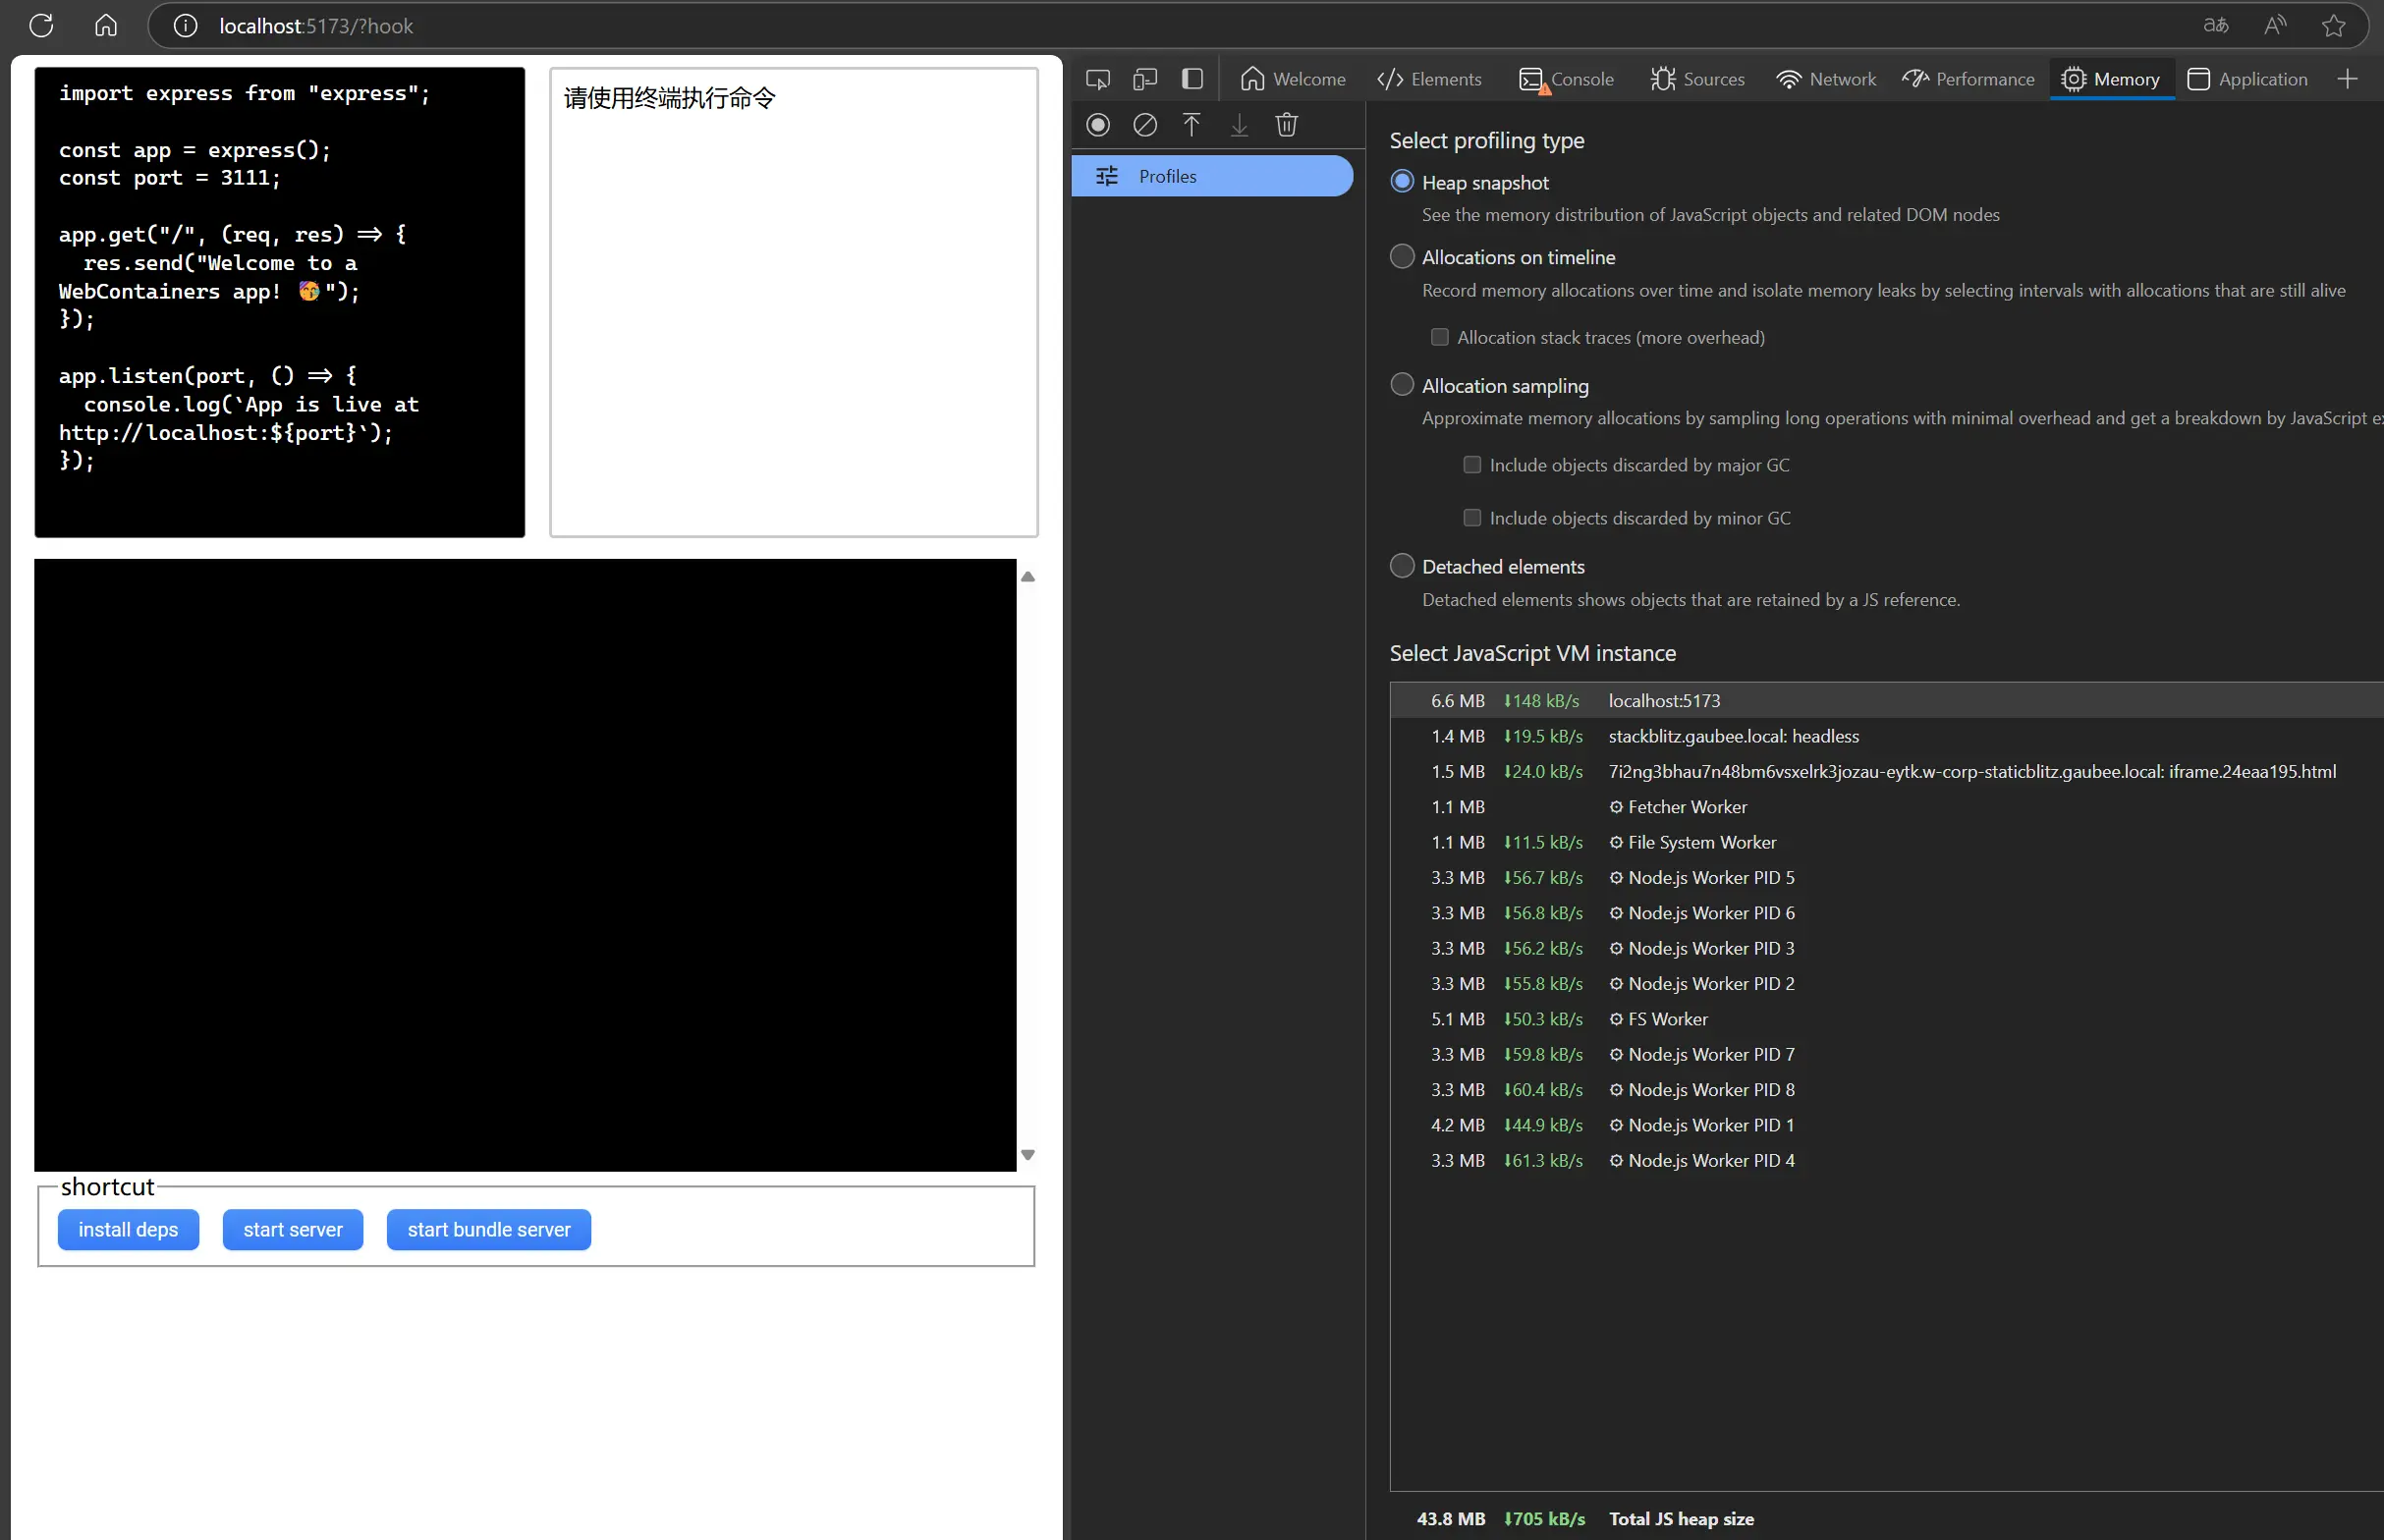 localhost:5173/?hook
aあ
import express from "express";
const app = express();
const port = 3111;
app.get("/", (req, res) => {
res.send("Welcome to a
WebContainers app! 🥳");
});
app.listen(port, () => {
console.log(`App is live at
http://localhost:${port}`);
});
请使用终端执行命令
shortcut
install deps
start server
start bundle server
Welcome
Elements
Console
Sources
Network
Performance
Memory
Application
Profiles
Select profiling type
Heap snapshot
See the memory distribution of JavaScript objects and related DOM nodes
Allocations on timeline
Record memory allocations over time and isolate memory leaks by selecting intervals with allocations that are still alive
Allocation stack traces (more overhead)
Allocation sampling
Approximate memory allocations by sampling long operations with minimal overhead and get a breakdown by JavaScript
Include objects discarded by major GC
Include objects discarded by minor GC
Detached elements
Detached elements shows objects that are retained by a JS reference.
Select JavaScript VM instance
6.6 MB ⬇148 kB/s localhost:5173
1.4 MB ⬇19.5 kB/s stackblitz.gaubee.local: headless
1.5 MB ⬇24.0 kB/s 7i2ng3bhau7n48bm6vsxelrk3jozau-eytk.w-corp-staticblitz.gaubee.local: iframe.24eaa195.html
1.1 MB Fetcher Worker
1.1 MB ⬇11.5 kB/s File System Worker
3.3 MB ⬇56.7 kB/s Node.js Worker PID 5
3.3 MB ⬇56.8 kB/s Node.js Worker PID 6
3.3 MB ⬇56.2 kB/s Node.js Worker PID 3
3.3 MB ⬇55.8 kB/s Node.js Worker PID 2
5.1 MB ⬇50.3 kB/s FS Worker
3.3 MB ⬇59.8 kB/s Node.js Worker PID 7
3.3 MB ⬇60.4 kB/s Node.js Worker PID 8
4.2 MB ⬇44.9 kB/s Node.js Worker PID 1
3.3 MB ⬇61.3 kB/s Node.js Worker PID 4
43.8 MB ⬇705 kB/s Total JS heap size